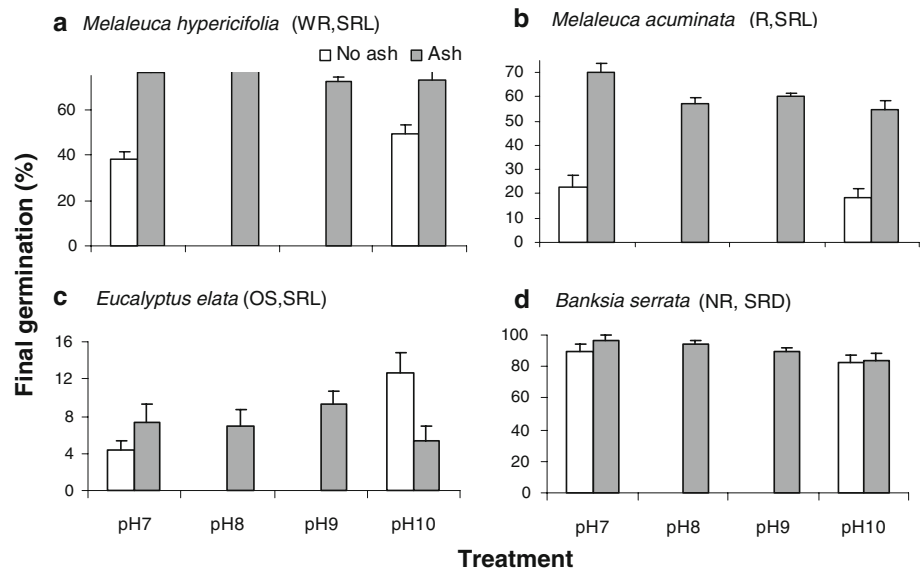 a Melaleuca hypericifolia (WR,SRL)
No ash Ash
60
40
20
0
b Melaleuca acuminata (R,SRL)
70
60
50
40
30
20
10
0
Final germination (%)
c Eucalyptus elata (OS,SRL)
16
12
8
4
0
pH7 pH8 pH9 pH10
d Banksia serrata (NR, SRD)
100
80
60
40
20
0
pH7 pH8 pH9 pH10
Treatment